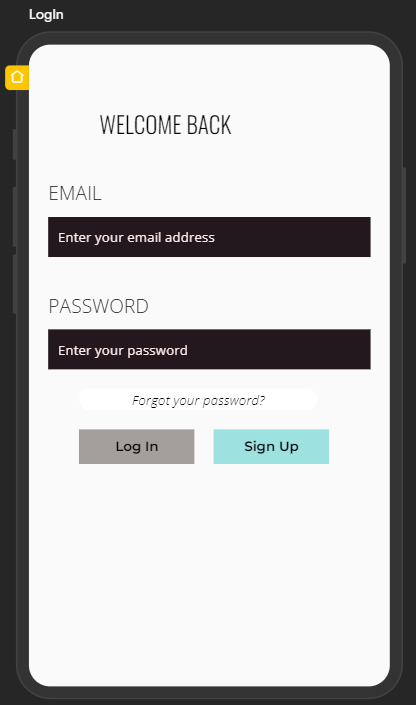 LogIn
WELCOME BACK
EMAIL
Enter your email address
PASSWORD
Enter your password
Forgot your password?
Log In Sign Up